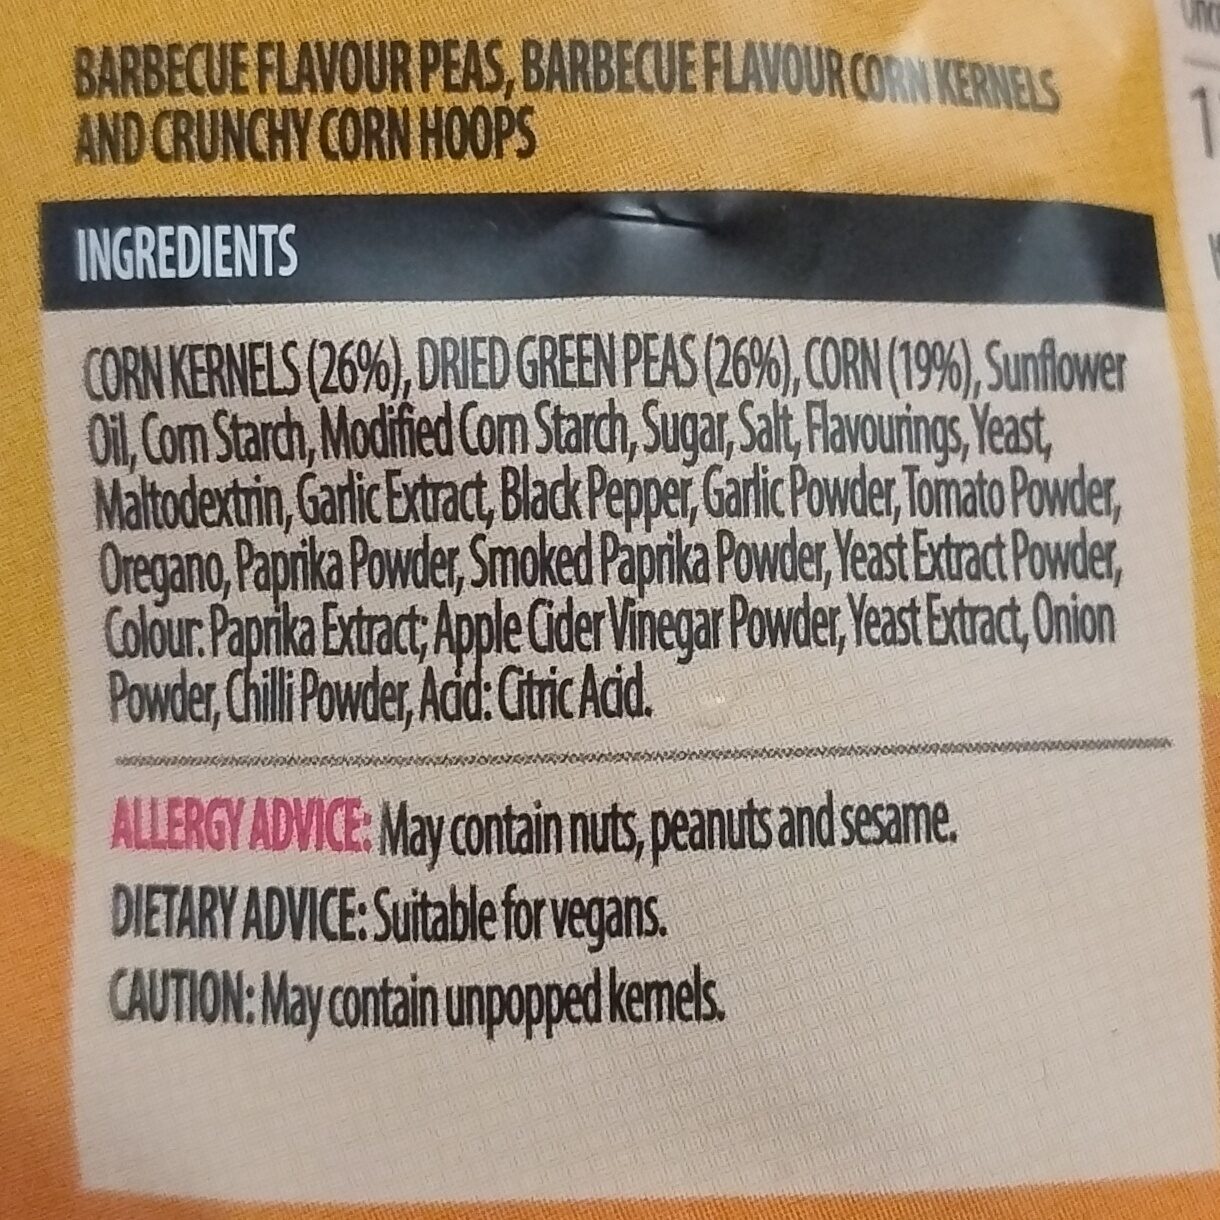 BARBECUE FLAVOUR PEAS, BARBECUE FLAVOUR CORN KERNELS
AND CRUNCHY CORN HOOPS
INGREDIENTS
CORN KERNELS (26%), DRIED GREEN PEAS (26%), CORN (19%), Sunflower
Oil, Corn Starch, Modified Corn Starch, Sugar, Salt, Flavourings, Yeast,
Maltodextrin, Garlic Extract, Black Pepper, Garlic Powder, Tomato Powder,
Oregano, Paprika Powder, Smoked Paprika Powder, Yeast Extract Powder,
Colour: Paprika Extract; Apple Cider Vinegar Powder, Yeast Extract, Onion
Powder, Chilli Powder, Acid: Citric Acid.
ALLERGY ADVICE: May contain nuts, peanuts and sesame.
DIETARY ADVICE: Suitable for vegans.
CAUTION: May contain unpopped kernels.